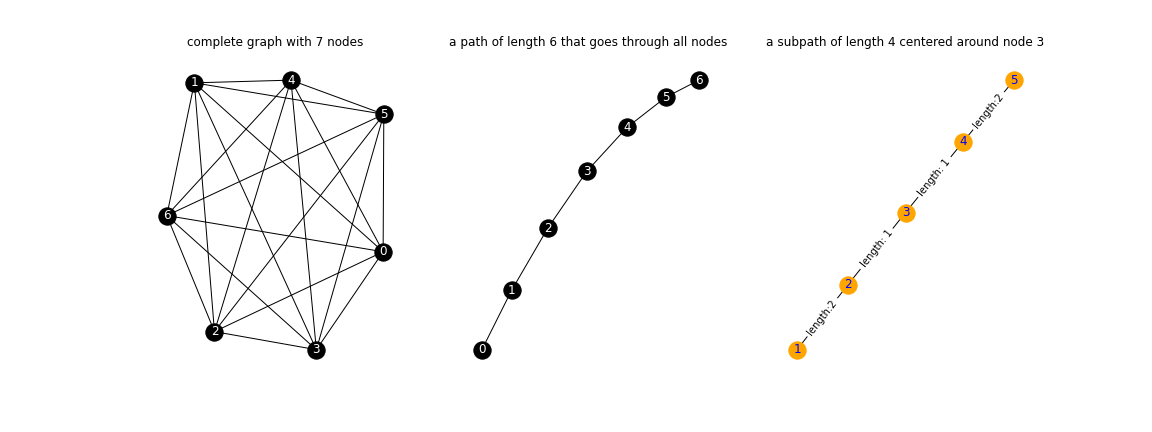 complete graph with 7 nodes
1
4
5
6
0
2
3
a path of length 6 that goes through all nodes
6
5
4
3
2
1
0
a subpath of length 4 centered around node 3
5
length:2
4
length: 1
3
length: 1
2
length:2
1